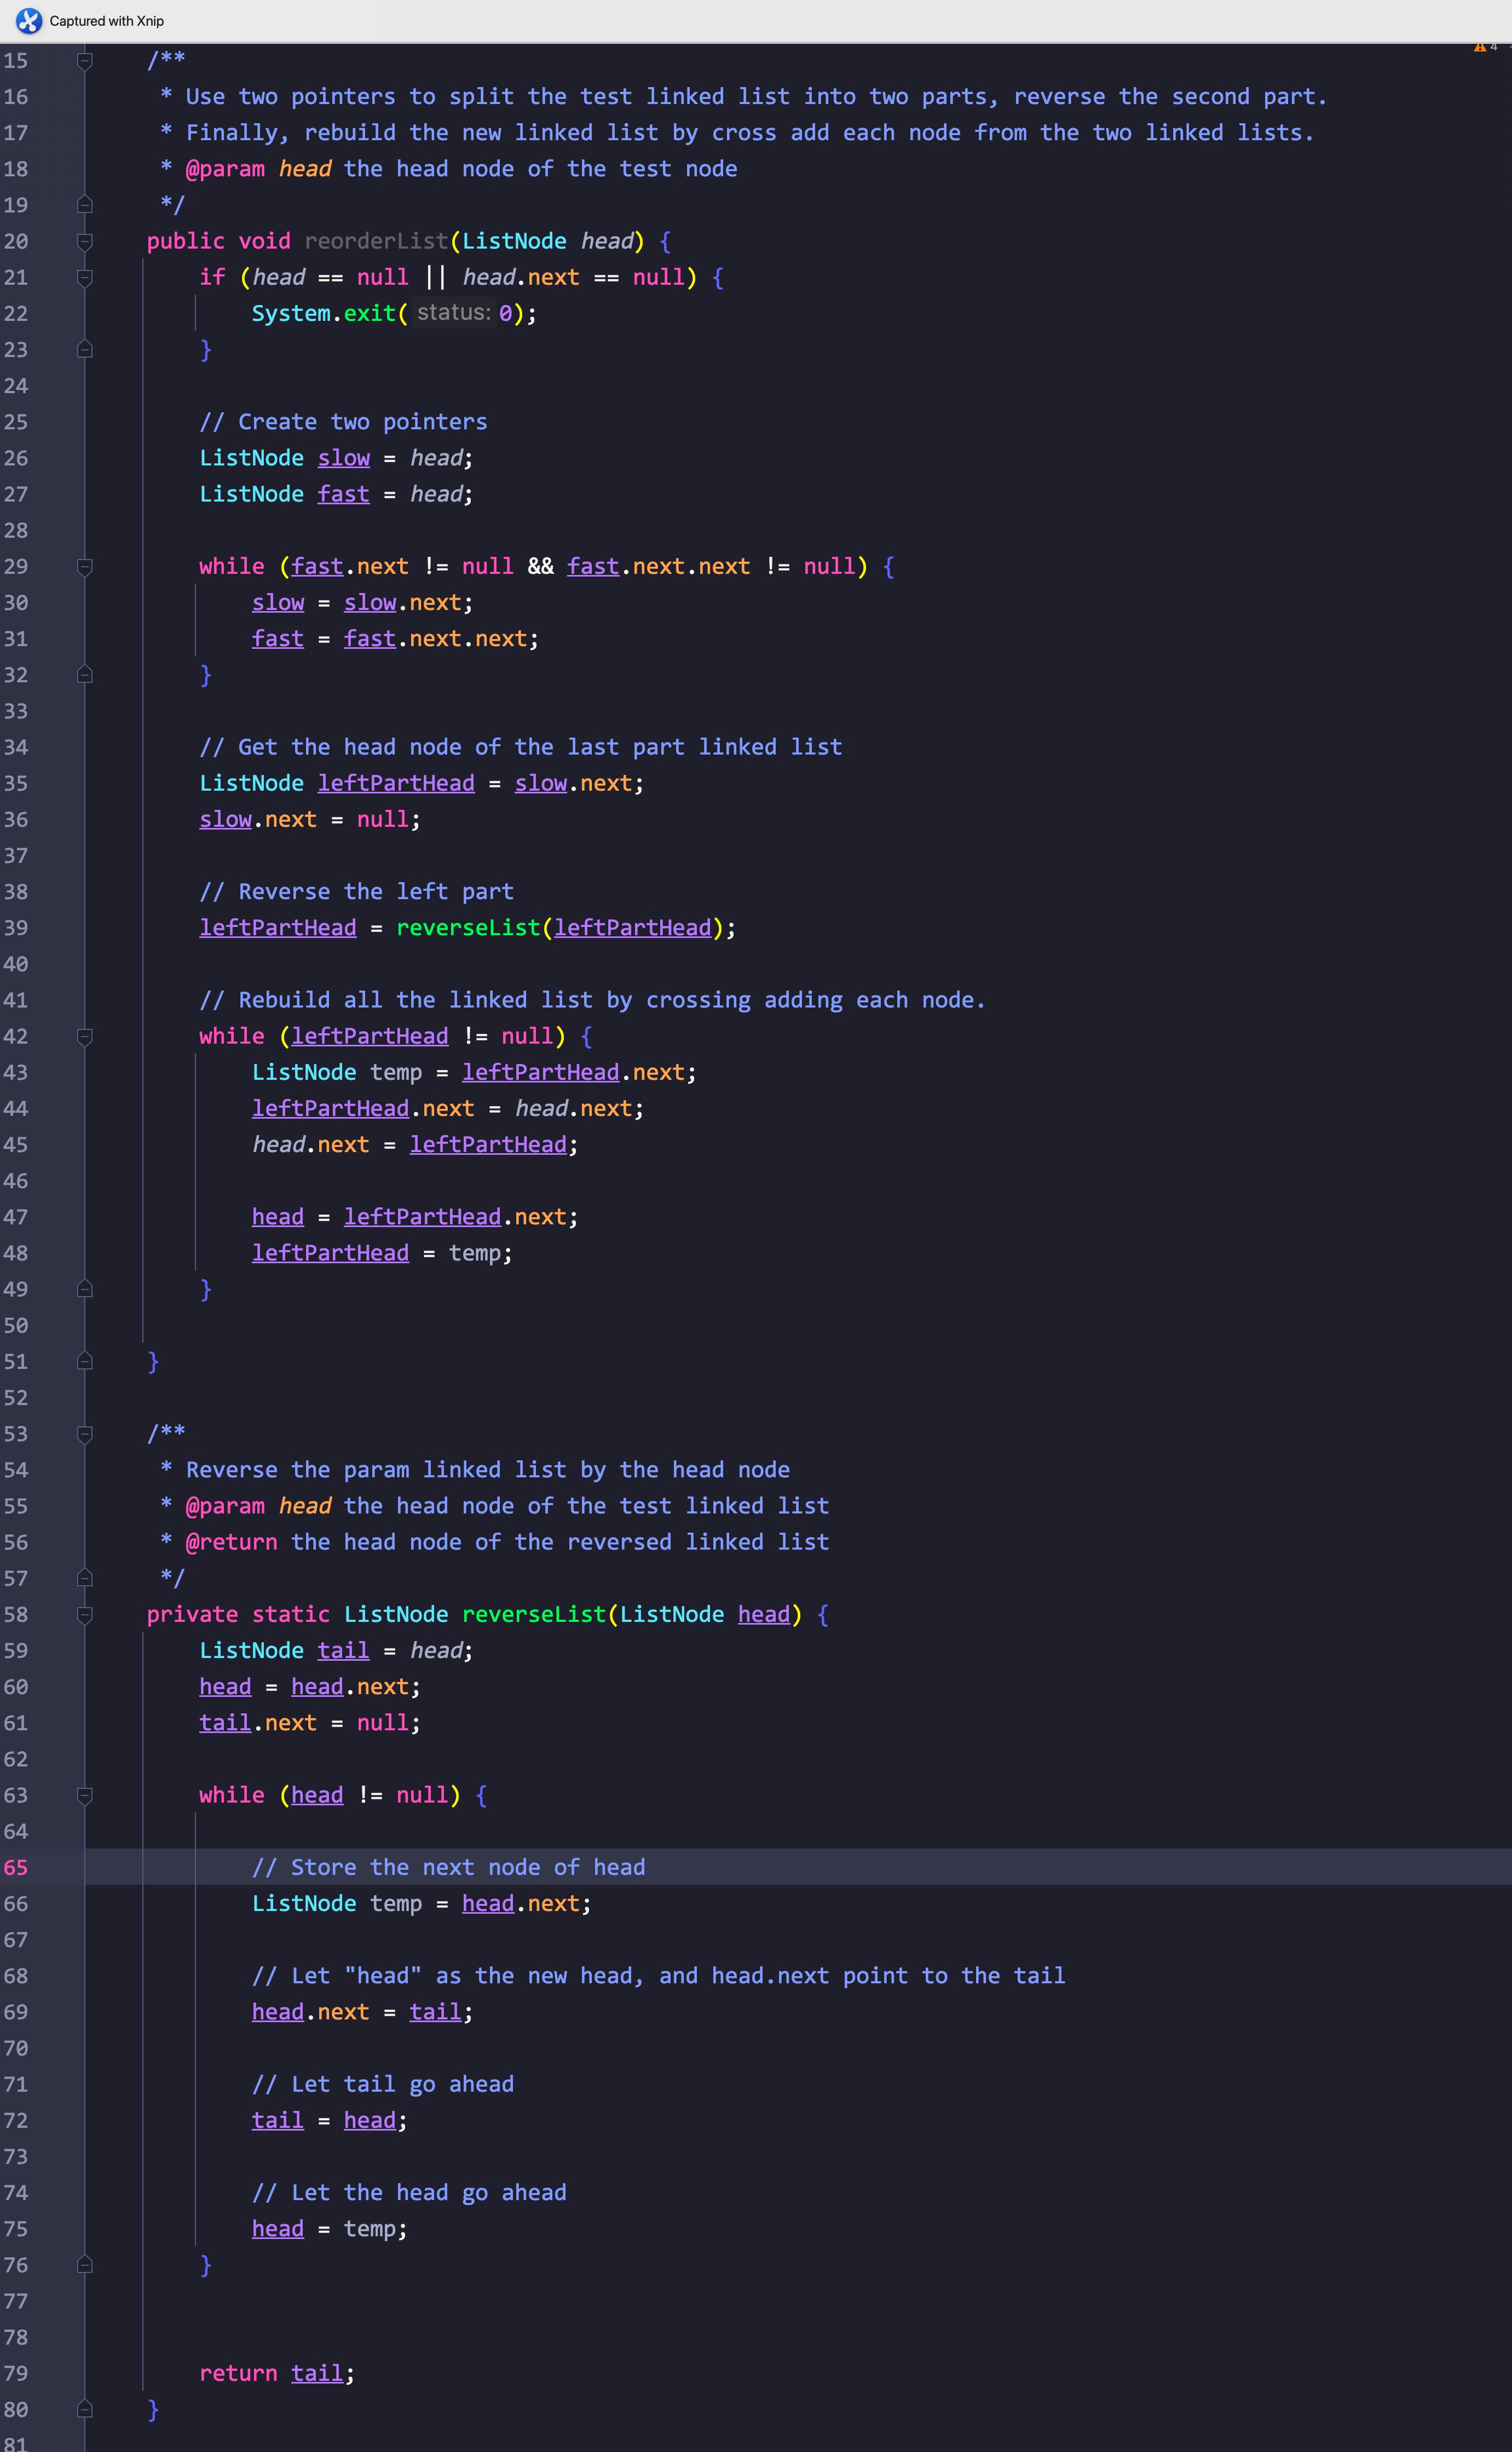 Captured with Xnip
4
15 /**
16 * Use two pointers to split the test linked list into two parts, reverse the second part.
17 * Finally, rebuild the new linked list by cross add each node from the two linked lists.
18 * @param head the head node of the test node
19 */
20 public void reorderList(ListNode head) {
21 if (head == null || head.next == null) {
22 System.exit( status: 0);
23 }
24
25 // Create two pointers
26 ListNode slow = head;
27 ListNode fast = head;
28
29 while (fast.next != null && fast.next.next != null) {
30 slow = slow.next;
31 fast = fast.next.next;
32 }
33
34 // Get the head node of the last part linked list
35 ListNode leftPartHead = slow.next;
36 slow.next = null;
37
38 // Reverse the left part
39 leftPartHead = reverseList(leftPartHead);
40
41 // Rebuild all the linked list by crossing adding each node.
42 while (leftPartHead != null) {
43 ListNode temp = leftPartHead.next;
44 leftPartHead.next = head.next;
45 head.next = leftPartHead;
46
47 head = leftPartHead.next;
48 leftPartHead = temp;
49 }
50
51 }
52
53 /**
54 * Reverse the param linked list by the head node
55 * @param head the head node of the test linked list
56 * @return the head node of the reversed linked list
57 */
58 private static ListNode reverseList(ListNode head) {
59 ListNode tail = head;
60 head = head.next;
61 tail.next = null;
62
63 while (head != null) {
64
65 // Store the next node of head
66 ListNode temp = head.next;
67
68 // Let "head" as the new head, and head.next point to the tail
69 head.next = tail;
70
71 // Let tail go ahead
72 tail = head;
73
74 // Let the head go ahead
75 head = temp;
76 }
77
78
79 return tail;
80 }
81